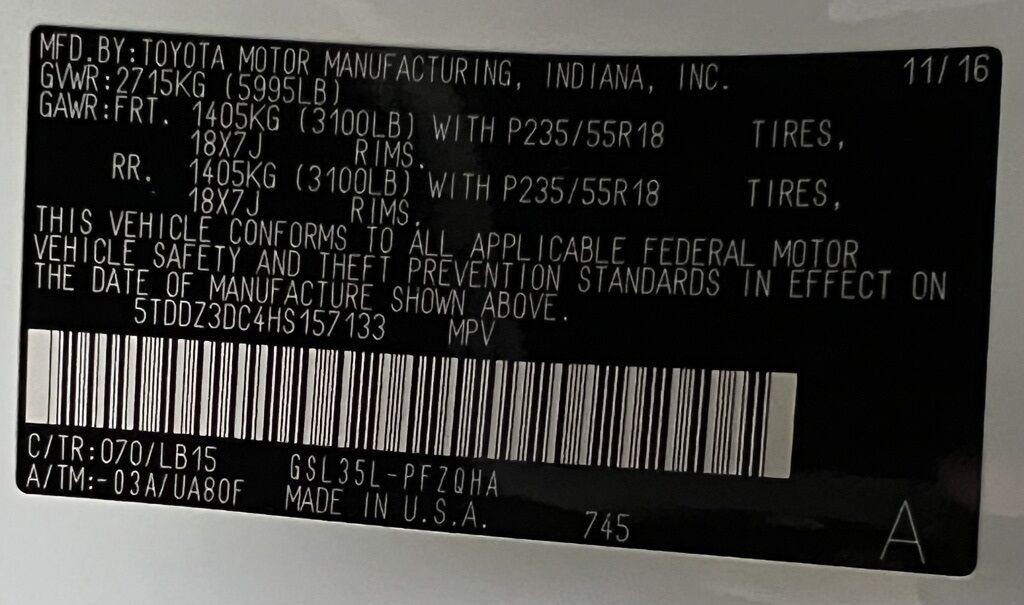 MFD.BY:TOYOTA MOTOR MANUFACTURING, INDIANA, INC. 11/16
GVWR:2715KG (5995LB)
GAWR:FRT. 1405KG (3100LB) WITH P235/55R18 TIRES,
18X7J RIMS.
RR. 1405KG (3100LB) WITH P235/55R18 TIRES,
18X7J RIMS.
THIS VEHICLE CONFORMS TO ALL APPLICABLE FEDERAL MOTOR
VEHICLE SAFETY AND THEFT PREVENTION STANDARDS IN EFFECT ON
THE DATE OF MANUFACTURE SHOWN ABOVE.
5TDDZ3DC4HS157133 MPV
C/TR:070/LB15 GSL35L-PFZQHA
A/TM:-03A/UA80F MADE IN U.S.A. 745 A